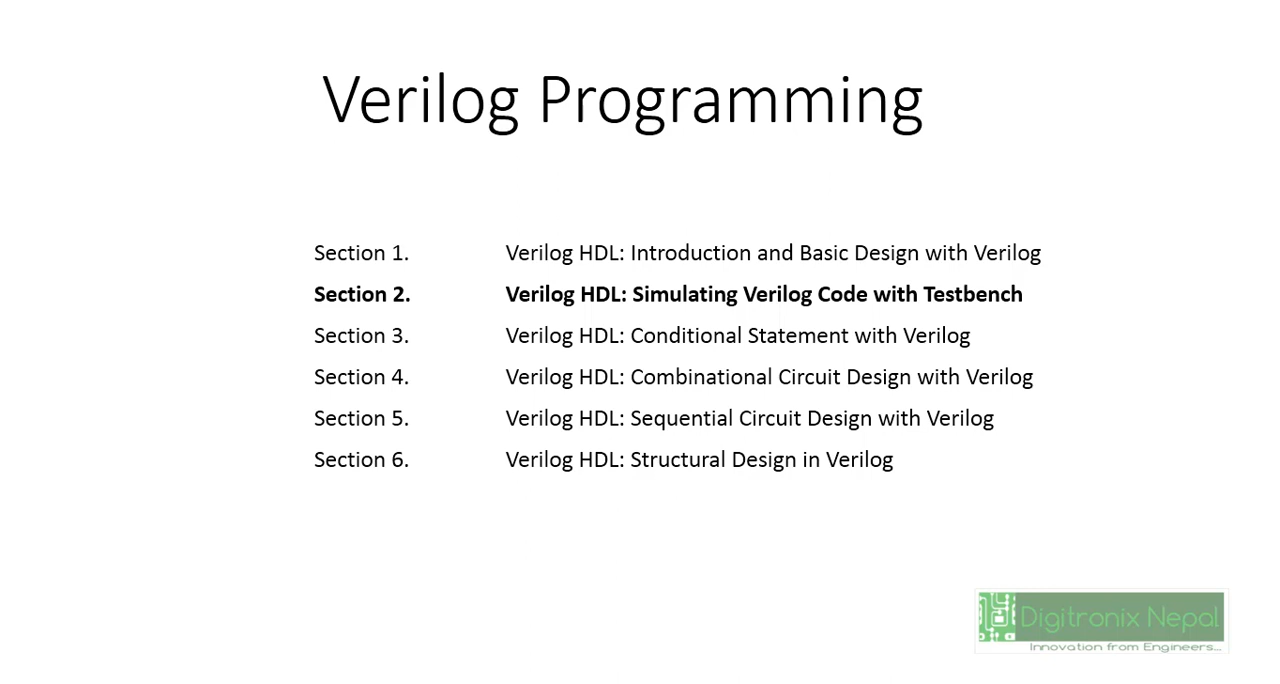 Verilog Programming
Section 1. Verilog HDL: Introduction and Basic Design with Verilog
Section 2. Verilog HDL: Simulating Verilog Code with Testbench
Section 3. Verilog HDL: Conditional Statement with Verilog
Section 4. Verilog HDL: Combinational Circuit Design with Verilog
Section 5. Verilog HDL: Sequential Circuit Design with Verilog
Section 6. Verilog HDL: Structural Design in Verilog
Digitronix Nepal
Innovation from Engineers...